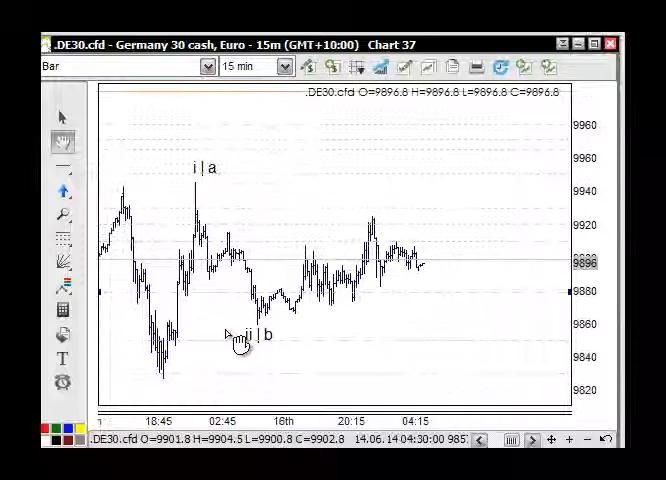 .DE30.cfd - Germany 30 cash, Euro - 15m (GMT+10:00) Chart 37
Bar 15 min
.DE30.cfd O=9896.8 H=9896.8 L=9896.8 C=9896.8
9960
9960
i|a
9940
9920
9896
9880
ii|b
9860
9840
T
9820
18:45 02:45 16th 20:15 04:15
.DE30.cfd O=9901.8 H=9904.5 L=9900.8 C=9902.8 14.06.14 04:30:00 985